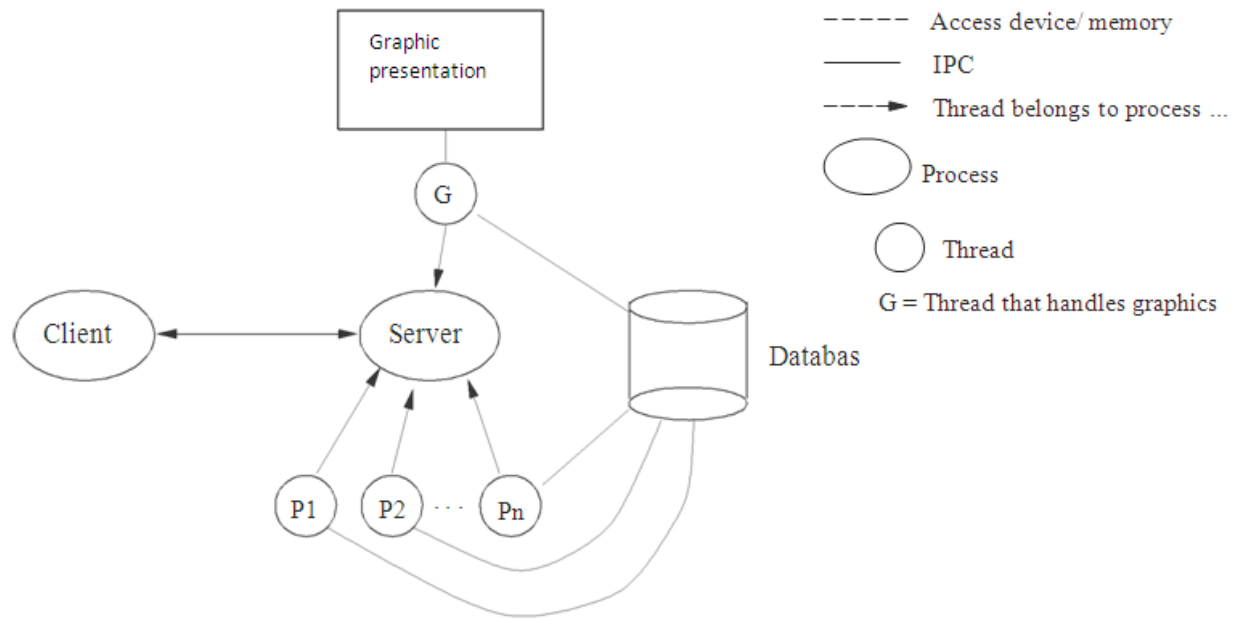 Graphic
presentation
G
Client
Server
Databas
P1
P2
. . .
Pn
Access device/ memory
IPC
Thread belongs to process ...
Process
Thread
G = Thread that handles graphics